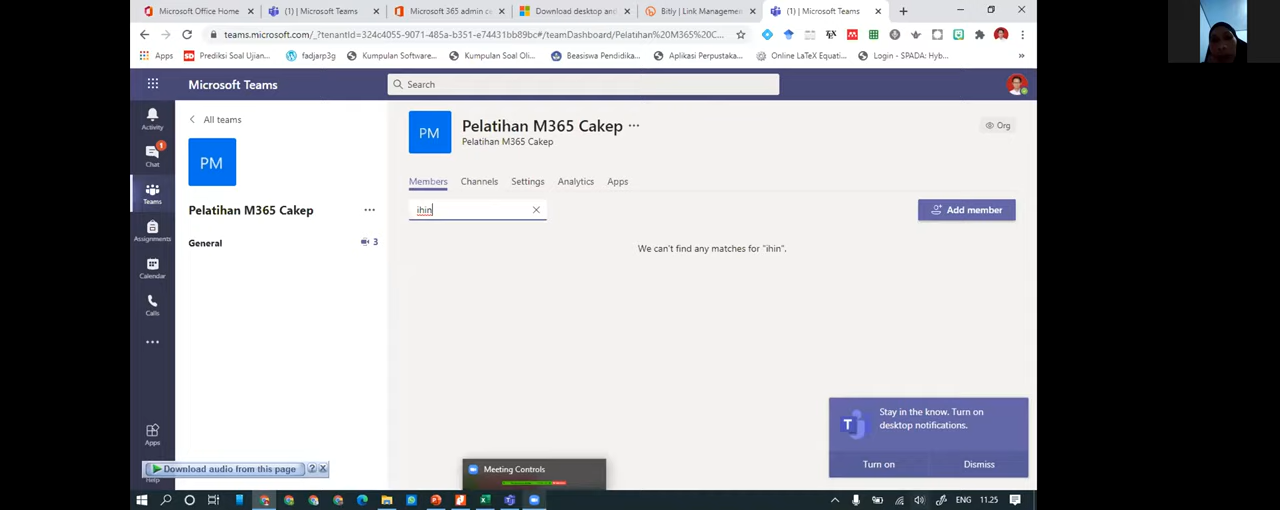 Microsoft Office Home
(1) | Microsoft Teams
Microsoft 365 admin c
Download desktop and
Bitly | Link Managemen
(1) | Microsoft Teams
teams.microsoft.com/_?tenantId=324c4055-9071-485a-b351-e74431bb89bc#/teamDashboard/Pelatihan%20M365%20C...
Apps
Prediksi Soal Ujian...
fadjarp3g
Kumpulan Software...
Kumpulan Soal Oli...
Beasiswa Pendidika...
Aplikasi Perpustaka...
Online LaTeX Equati...
Login - SPADA: Hyb...
Microsoft Teams
Search
Activity
Chat
1
Teams
Assignments
Calendar
Calls
Apps
Help
All teams
PM
Pelatihan M365 Cakep
General
3
PM
Pelatihan M365 Cakep
Pelatihan M365 Cakep
Org
Members
Channels
Settings
Analytics
Apps
ihin
Add member
We can't find any matches for "ihin".
Stay in the know. Turn on
desktop notifications.
Turn on
Dismiss
Download audio from this page
?
Meeting Controls
ENG
11.25